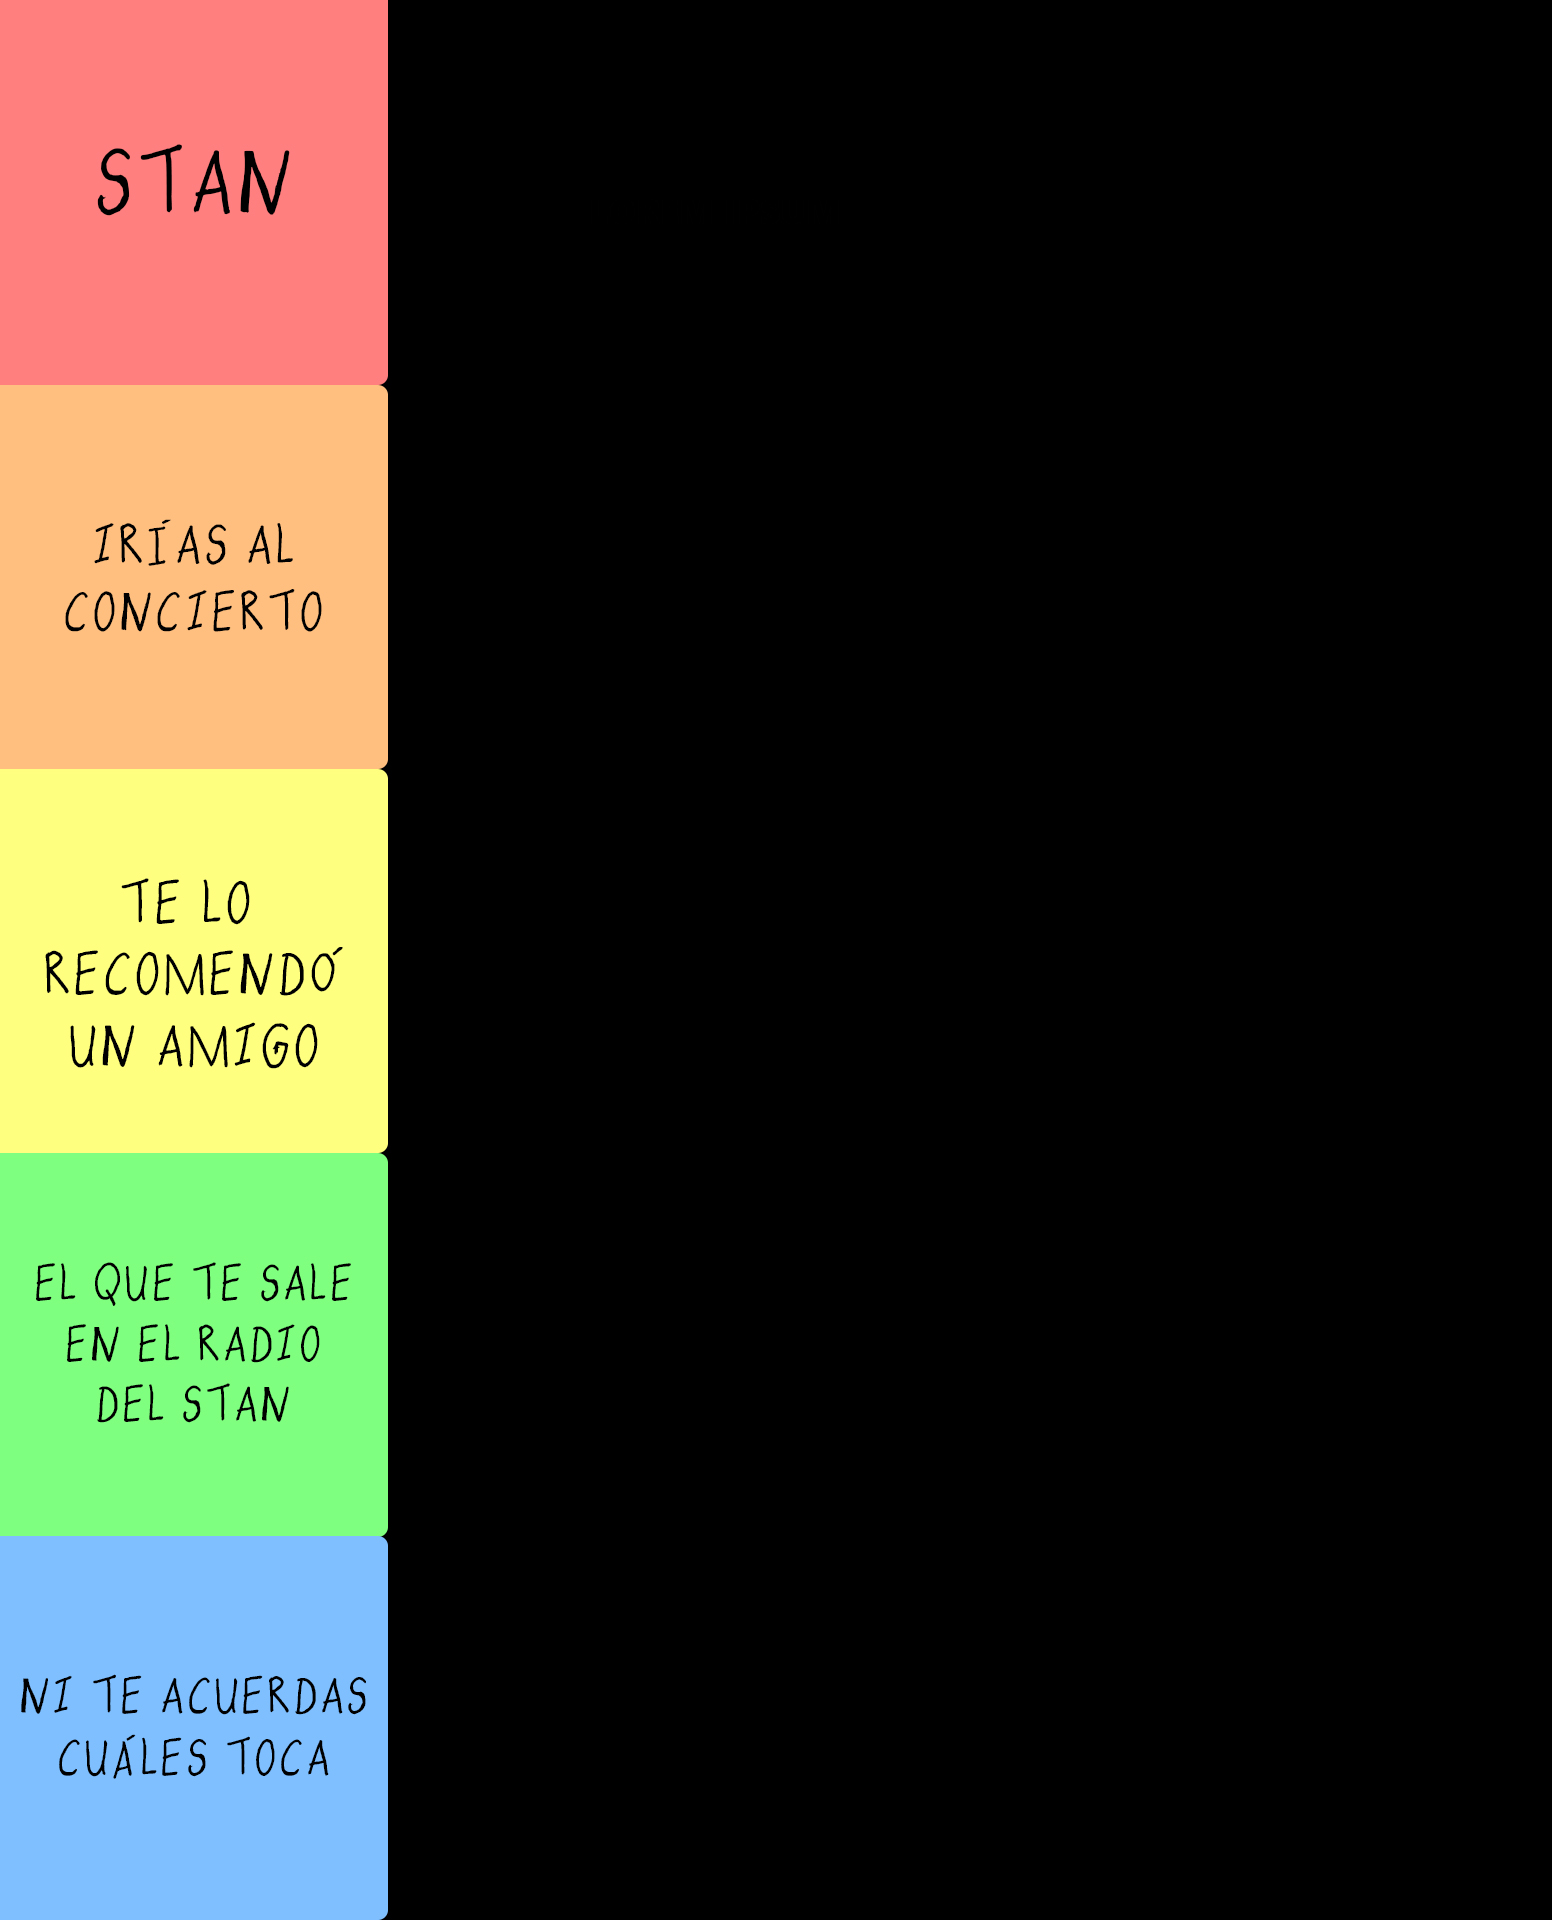 STAN
IRÍAS AL
CONCIERTO
TE LO
RECOMENDÓ
UN AMIGO
EL QUE TE SALE
EN EL RADIO
DEL STAN
NI TE ACUERDAS
CUÁLES TOCA